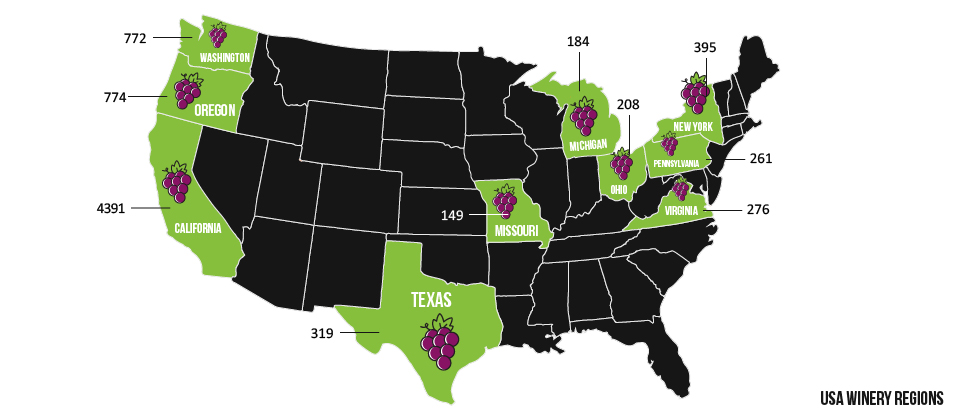 772
WASHINGTON
774
OREGON
4391
CALIFORNIA
184
MICHIGAN
208
OHIO
395
NEW YORK
PENNSYLVANIA
261
VIRGINIA
276
149
MISSOURI
TEXAS
319
USA WINERY REGIONS